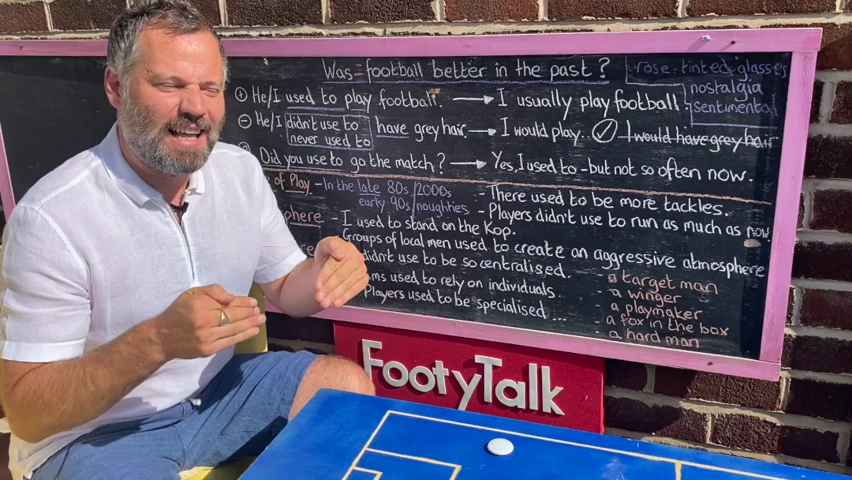 Was football better in the past?
rose-tinted glasses
nostalgia
sentimental
+ He/I used to play football. → I usually play football
- He/I didn't use to
never used to
have grey hair → I would play.. ✓ I would have grey hair
Did you use to go the match? → Yes, I used to - but not so often now.
of Play - In the late 80s/2000s
early 90s/noughties
- There used to be more tackles.
- Players didn't use to run as much as now
- I used to stand on the Kop.
Groups of local men used to create an aggressive atmosphere
didn't use to be so centralised.
used to rely on individuals
Players used to be specialised....
- a target man
- a winger
- a playmaker
- a fox in the box
- a hard man
FootyTalk